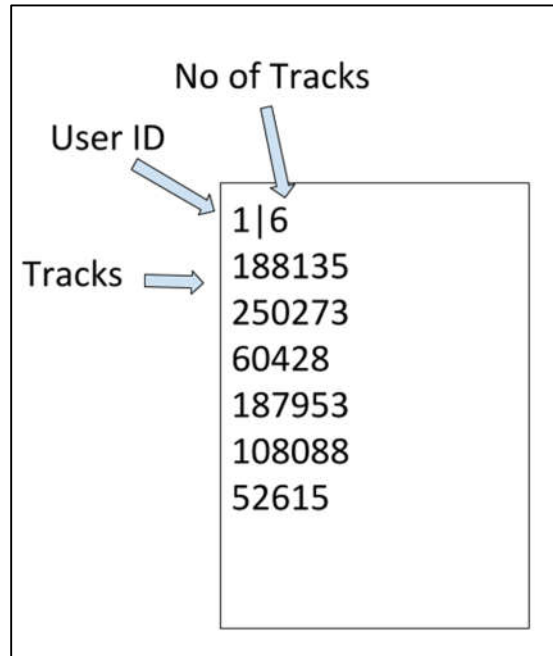 No of Tracks
User ID
1|6
Tracks
188135
250273
60428
187953
108088
52615